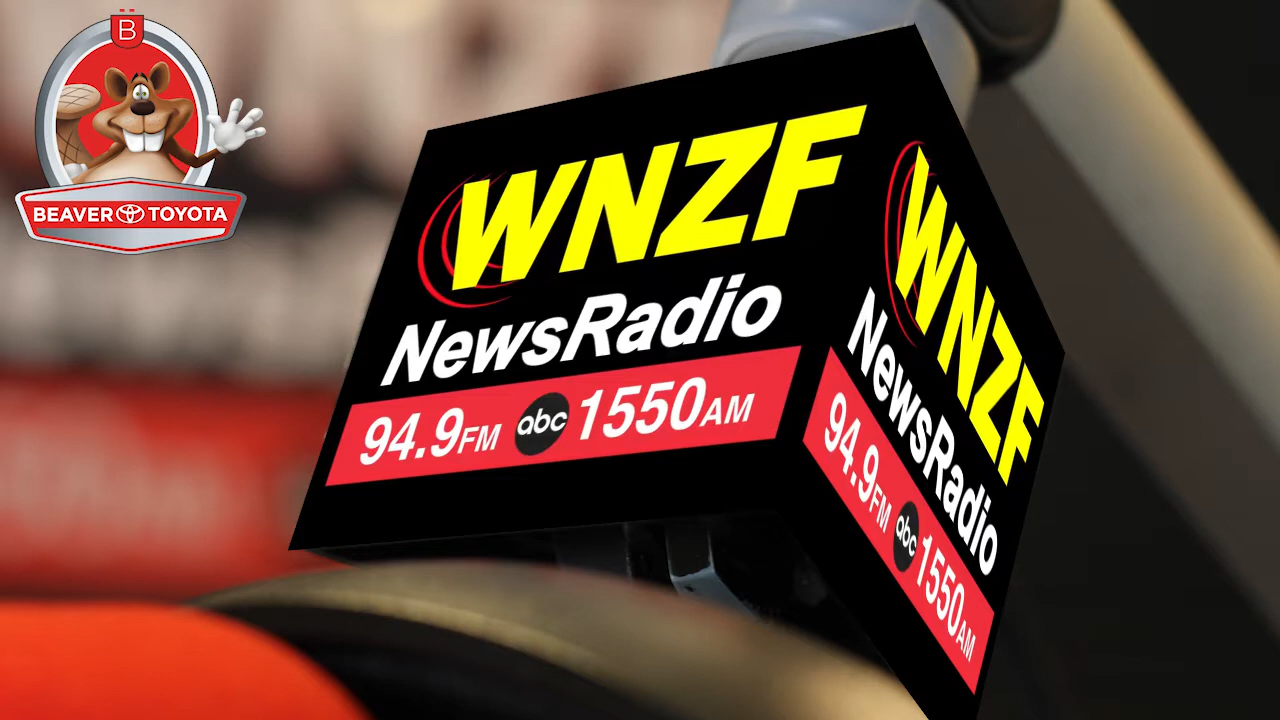 B
BEAVER TOYOTA
WNZF
NewsRadio
94.9FM abc 1550AM
WNZF
NewsRadio
94.9FM abc 1550AM